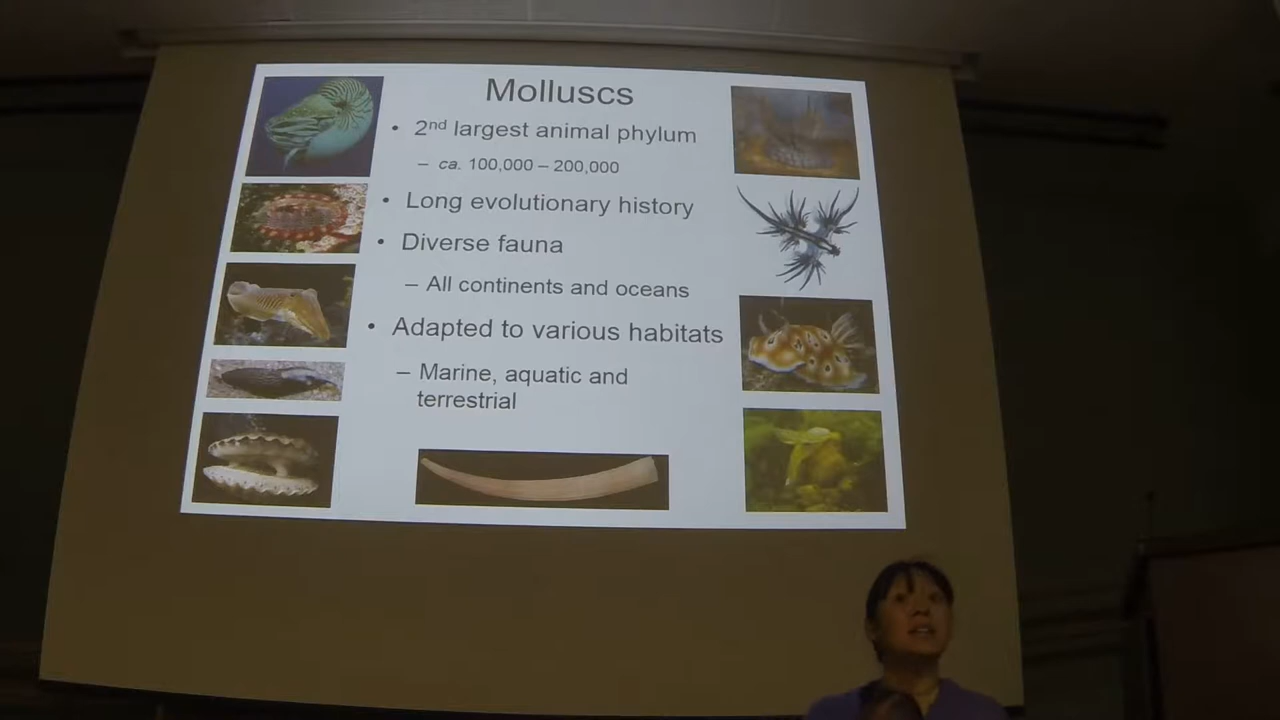 Molluscs
• 2nd largest animal phylum
– ca. 100,000 – 200,000
• Long evolutionary history
• Diverse fauna
– All continents and oceans
• Adapted to various habitats
– Marine, aquatic and
terrestrial